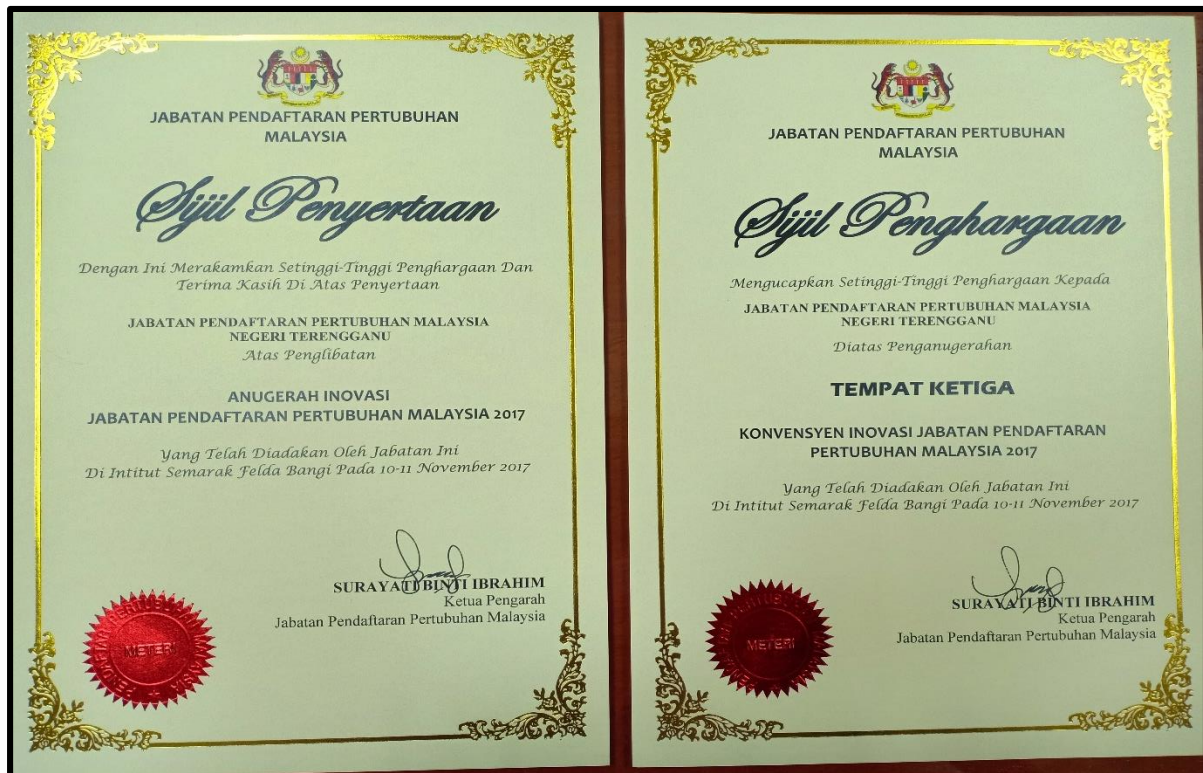 JABATAN PENDAFTARAN PERTUBUHAN
MALAYSIA
Sijil Penyertaan
Dengan Ini Merakamkan Setinggi-Tinggi Penghargaan Dan
Terima Kasih Di Atas Penyertaan
JABATAN PENDAFTARAN PERTUBUHAN MALAYSIA
NEGERI TERENGGANU
Atas Penglibatan
ANUGERAH INOVASI
JABATAN PENDAFTARAN PERTUBUHAN MALAYSIA 2017
Yang Telah Diadakan Oleh Jabatan Ini
Di Intitut Semarak Felda Bangi Pada 10-11 November 2017
SURAYATI BINTI IBRAHIM
Ketua Pengarah
Jabatan Pendaftaran Pertubuhan Malaysia
METERI
JABATAN PENDAFTARAN PERTUBUHAN
MALAYSIA
Sijil Penghargaan
Mengucapkan Setinggi-Tinggi Penghargaan Kepada
JABATAN PENDAFTARAN PERTUBUHAN MALAYSIA
NEGERI TERENGGANU
Diatas Penganugerahan
TEMPAT KETIGA
KONVENSYEN INOVASI JABATAN PENDAFTARAN
PERTUBUHAN MALAYSIA 2017
Yang Telah Diadakan Oleh Jabatan Ini
Di Intitut Semarak Felda Bangi Pada 10-11 November 2017
SURAYATI BINTI IBRAHIM
Ketua Pengarah
Jabatan Pendaftaran Pertubuhan Malaysia
METERI